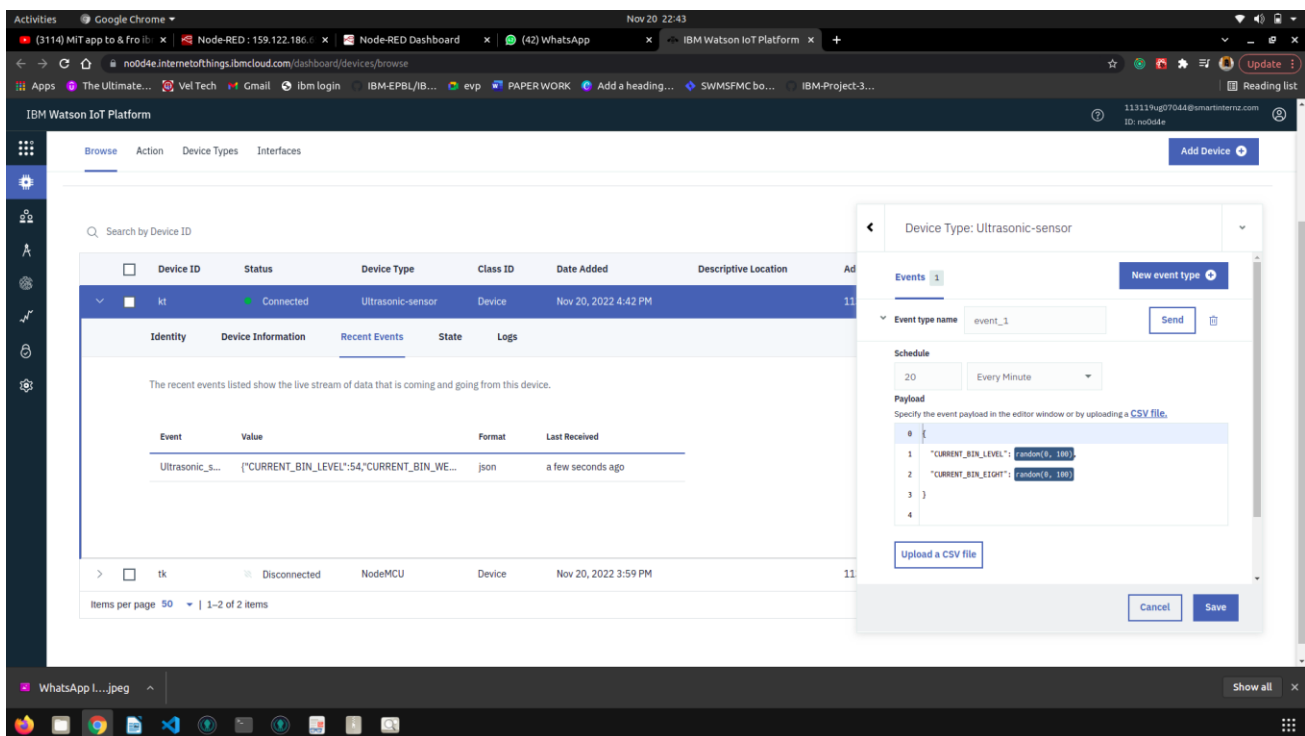 Activities Google Chrome Nov 20 22:43
(3114) MiT app to & fro ib Node-RED : 159.122.186.6 Node-RED Dashboard (42) WhatsApp IBM Watson IoT Platform
no0d4e.internetofthings.ibmcloud.com/dashboard/devices/browse Update
Apps The Ultimate... Vel Tech Gmail ibm login IBM-EPBL/IB... evp PAPER WORK Add a heading... SWMSFMC bo... IBM-Project-3... Reading list
IBM Watson IoT Platform 113119ug07044@smartinternz.com
ID: no0d4e
Browse Action Device Types Interfaces Add Device
Search by Device ID
Device ID Status Device Type Class ID Date Added Descriptive Location Ad
kt Connected Ultrasonic-sensor Device Nov 20, 2022 4:42 PM 11
Identity Device Information Recent Events State Logs
The recent events listed show the live stream of data that is coming and going from this device.
Event Value Format Last Received
Ultrasonic_s... {"CURRENT_BIN_LEVEL":54,"CURRENT_BIN_WE... json a few seconds ago
tk Disconnected NodeMCU Device Nov 20, 2022 3:59 PM 11
Items per page 50 | 1–2 of 2 items
Device Type: Ultrasonic-sensor
Events 1 New event type
Event type name event_1 Send
Schedule
20 Every Minute
Payload
Specify the event payload in the editor window or by uploading a CSV file.
0 {
1 "CURRENT_BIN_LEVEL": random(0, 100),
2 "CURRENT_BIN_EIGHT": random(0, 100)
3 }
4
Upload a CSV file
Cancel Save
WhatsApp I....jpeg Show all